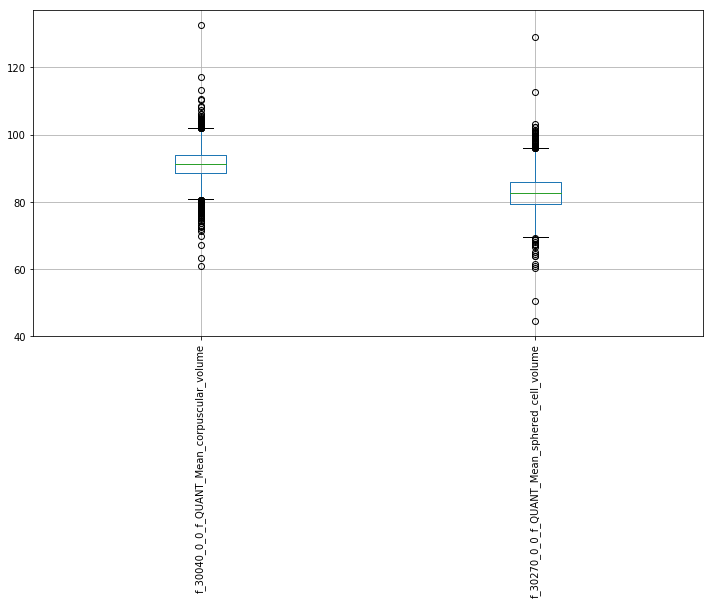 120
100
80
60
40
f_30040_0_0_f_QUANT_Mean_corpuscular_volume
f_30270_0_0_f_QUANT_Mean_sphered_cell_volume